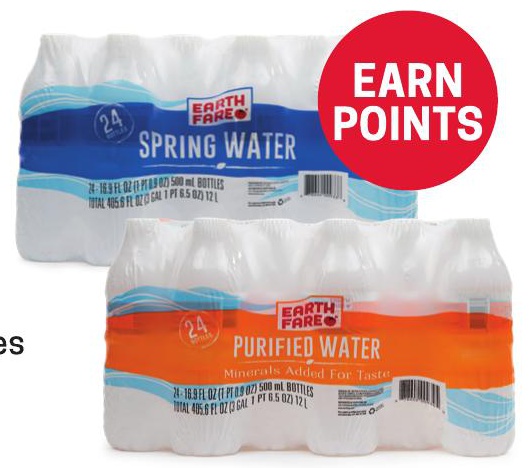 EARN
POINTS
EARTH
FARE
24
BOTTLES
SPRING WATER
24 - 16.9 FL OZ (1 PT 0.9 OZ) 500 mL BOTTLES
TOTAL 405.6 FL OZ (3 GAL 1 PT 6.5 OZ) 12 L
es
EARTH
FARE
24
BOTTLES
PURIFIED WATER
Minerals Added For Taste
24 - 16.9 FL OZ (1 PT 0.9 OZ) 500 mL BOTTLES
TOTAL 405.6 FL OZ (3 GAL 1 PT 6.5 OZ) 12 L